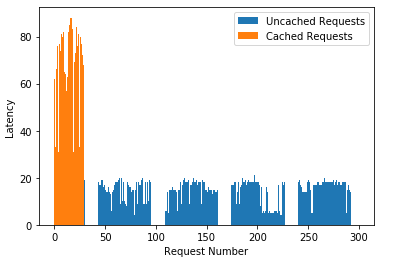 Uncached Requests
Cached Requests
80
60
40
20
0
Latency
0 50 100 150 200 250 300
Request Number